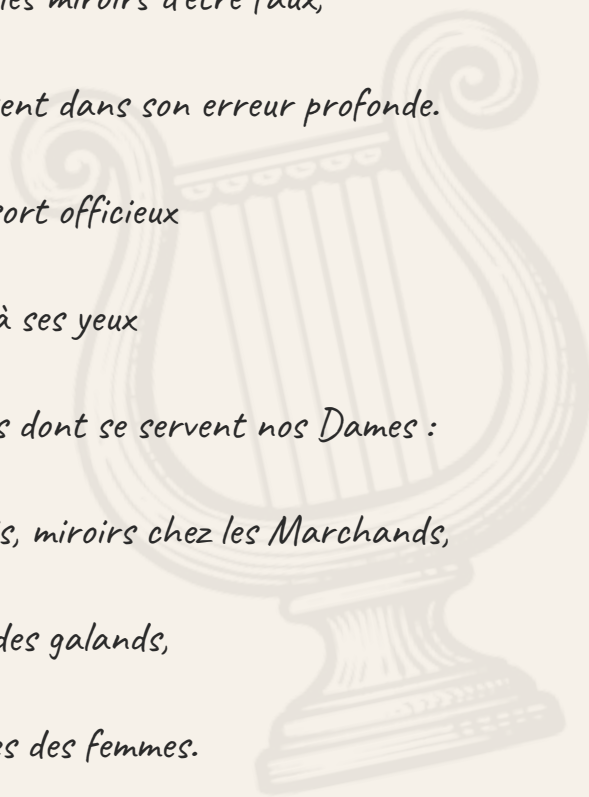 les miroirs d'être faux,
ent dans son erreur profonde.
sort officieux
à ses yeux
s dont se servent nos Dames :
s, miroirs chez les Marchands,
des galands,
es des femmes.